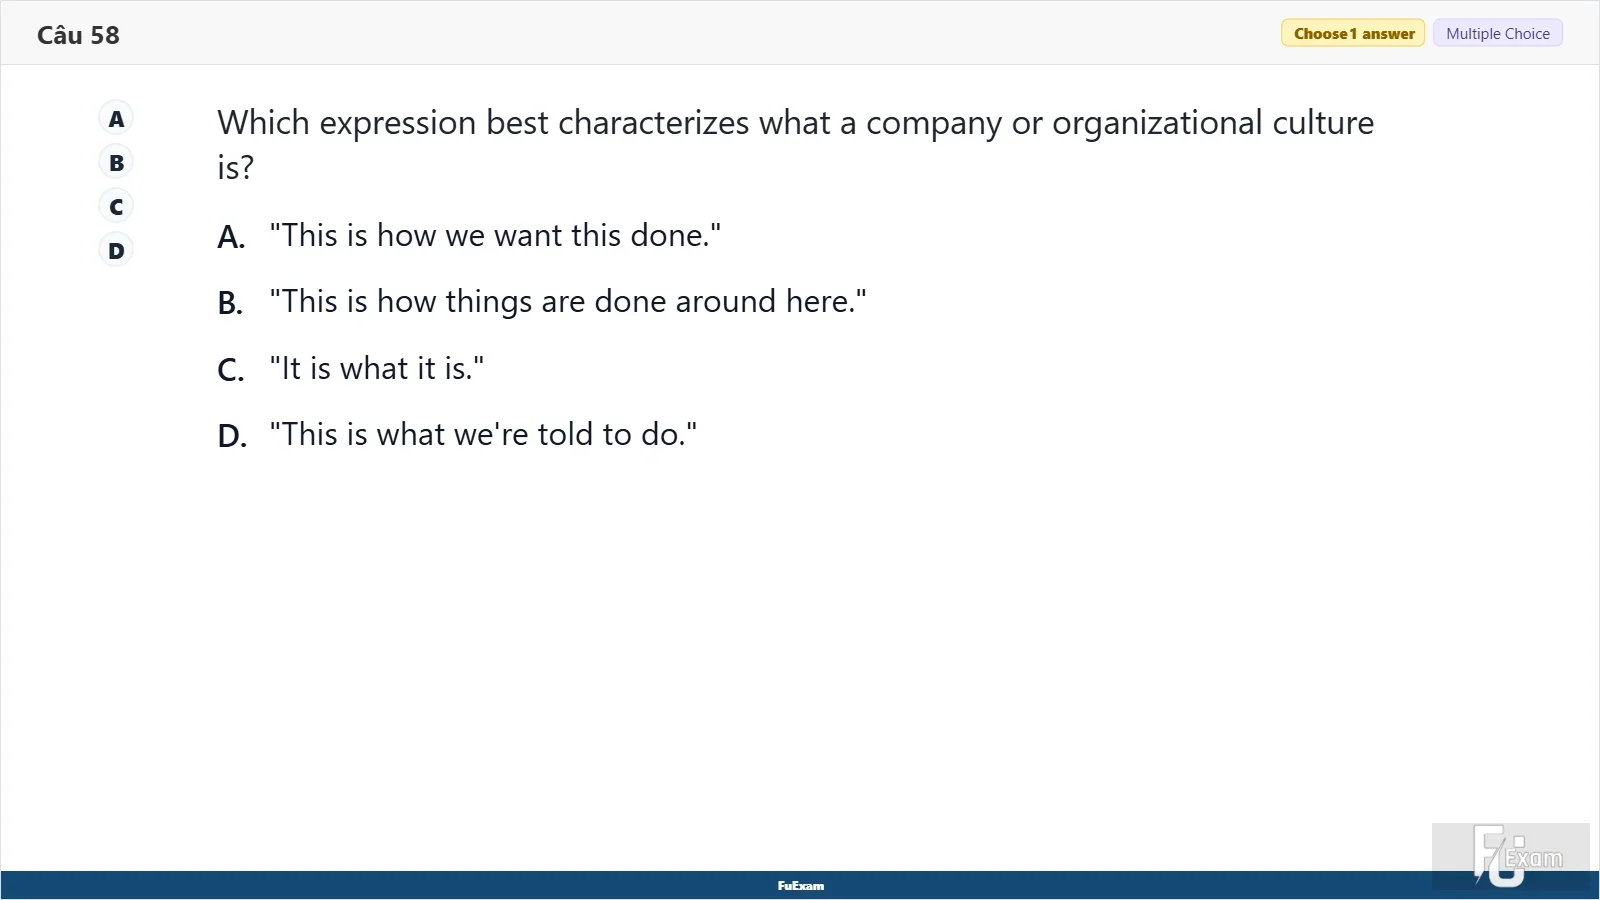 Câu 58
Choose 1 answer
Multiple Choice
A
B
C
D
Which expression best characterizes what a company or organizational culture
is?
A. "This is how we want this done."
B. "This is how things are done around here."
C. "It is what it is."
D. "This is what we're told to do."
FU Exam
FuExam